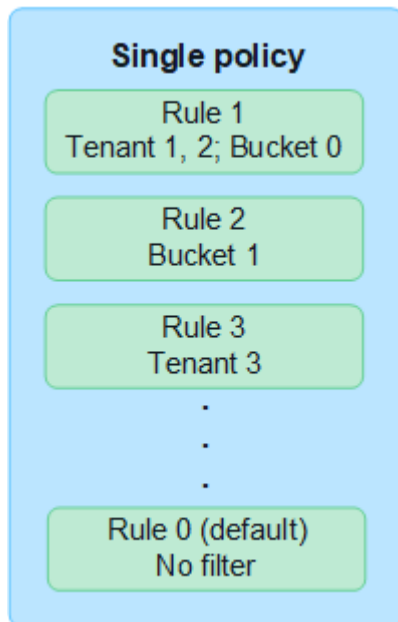 Single policy
Rule 1
Tenant 1, 2; Bucket 0
Rule 2
Bucket 1
Rule 3
Tenant 3
.
.
.
Rule 0 (default)
No filter